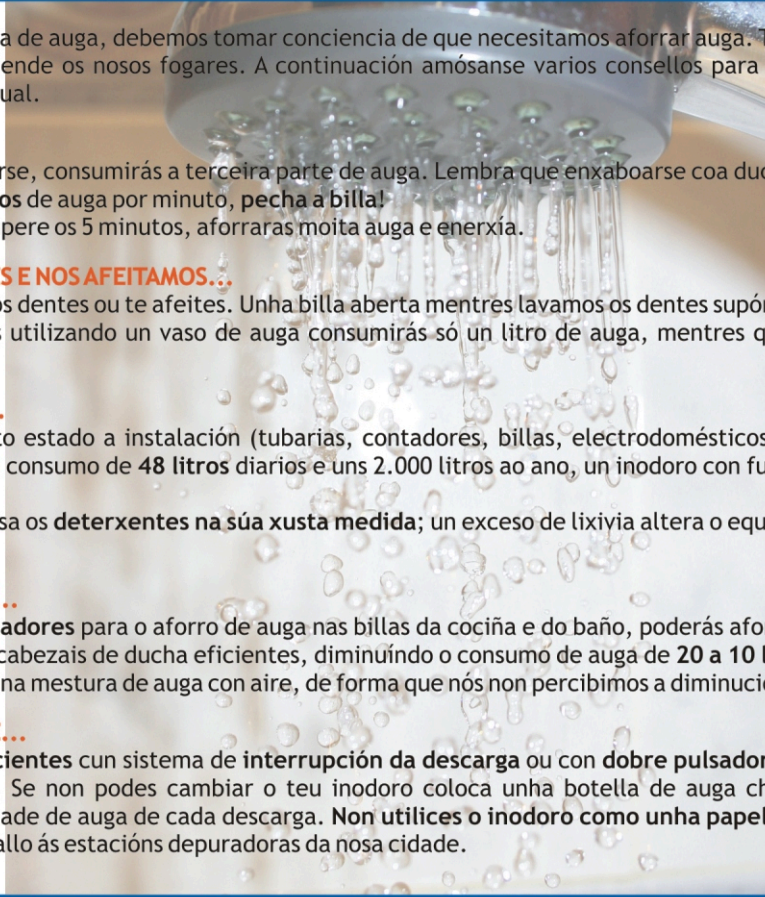 a de auga, debemos tomar conciencia de que necesitamos aforrar auga.
ende os nosos fogares. A continuación amósanse varios consellos para
ual.
rse, consumirás a terceira parte de auga. Lembra que enxaboarse coa duc
os de auga por minuto, pecha a billa!
pere os 5 minutos, aforraras moita auga e enerxía.
S E NOS AFEITAMOS...
os dentes ou te afeites. Unha billa aberta mentres lavamos os dentes supón
s utilizando un vaso de auga consumirás só un litro de auga, mentres q
to estado a instalación (tubarias, contadores, billas, electrodomésticos
consumo de 48 litros diarios e uns 2.000 litros ao ano, un inodoro con fu
sa os deterxentes na súa xusta medida; un exceso de lixivia altera o equ
..
adores para o aforro de auga nas billas da cociña e do baño, poderás afo
cabezais de ducha eficientes, diminuíndo o consumo de auga de 20 a 10 l
na mestura de auga con aire, de forma que nós non percibimos a diminució
....
cientes cun sistema de interrupción da descarga ou con dobre pulsador
Se non podes cambiar o teu inodoro coloca unha botella de auga ch
ade de auga de cada descarga. Non utilices o inodoro como unha papel
allo ás estacións depuradoras da nosa cidade.